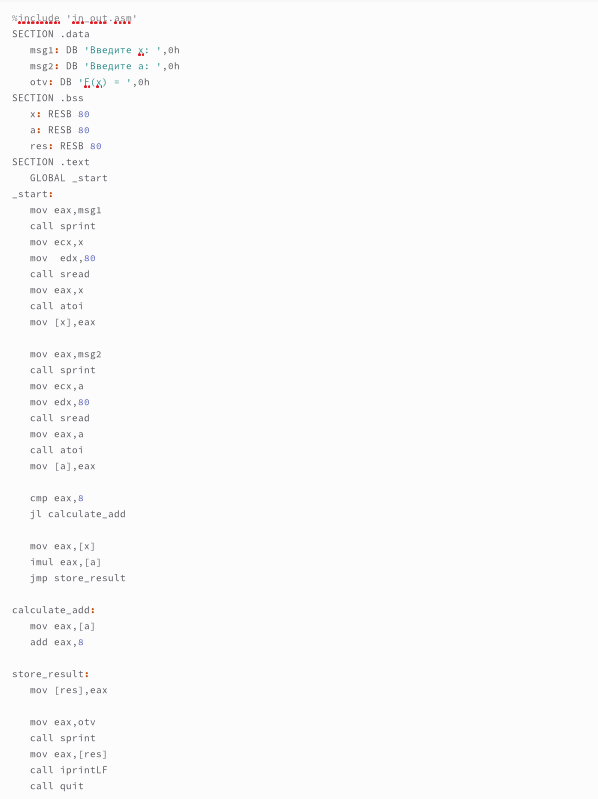 %include 'in_out.asm'
SECTION .data
msg1: DB 'Введите x: ',0h
msg2: DB 'Введите a: ',0h
otv: DB 'F(x) = ',0h
SECTION .bss
x: RESB 80
a: RESB 80
res: RESB 80
SECTION .text
GLOBAL _start
_start:
mov eax,msg1
call sprint
mov ecx,x
mov  edx,80
call sread
mov eax,x
call atoi
mov [x],eax
mov eax,msg2
call sprint
mov ecx,a
mov edx,80
call sread
mov eax,a
call atoi
mov [a],eax
cmp eax,8
jl calculate_add
mov eax,[x]
imul eax,[a]
jmp store_result
calculate_add:
mov eax,[a]
add eax,8
store_result:
mov [res],eax
mov eax,otv
call sprint
mov eax,[res]
call iprintLF
call quit